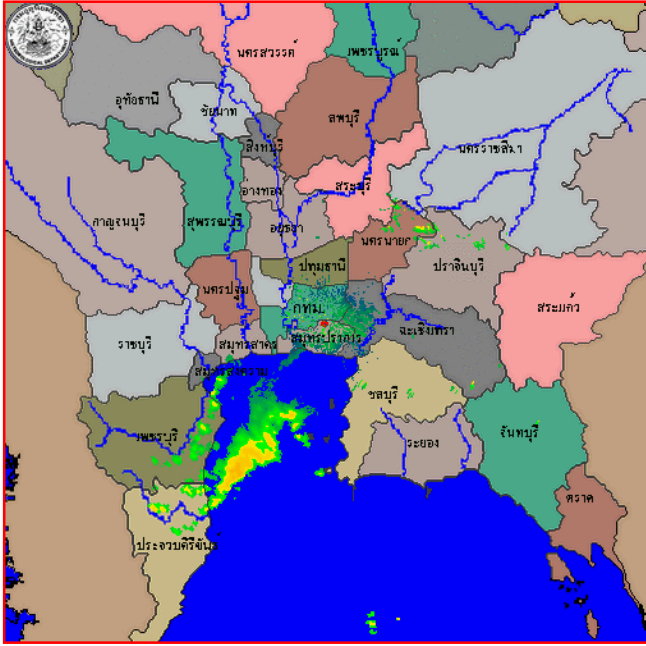 นครสวรรค์
เพชรบูรณ์
อุทัยธานี
ชัยนาท
ลพบุรี
สิงห์บุรี
นครราชสีมา
สระบุรี
อ่างทอง
กาญจนบุรี
สุพรรณบุรี
อยุธยา
นครนายก
ปราจีนบุรี
ปทุมธานี
นครปฐม
กทม.
สระแก้ว
ฉะเชิงเทรา
ราชบุรี
สมุทรสาคร
สมุทรปราการ
สมุทรสงคราม
ชลบุรี
เพชรบุรี
ระยอง
จันทบุรี
ตราด
ประจวบคีรีขันธ์